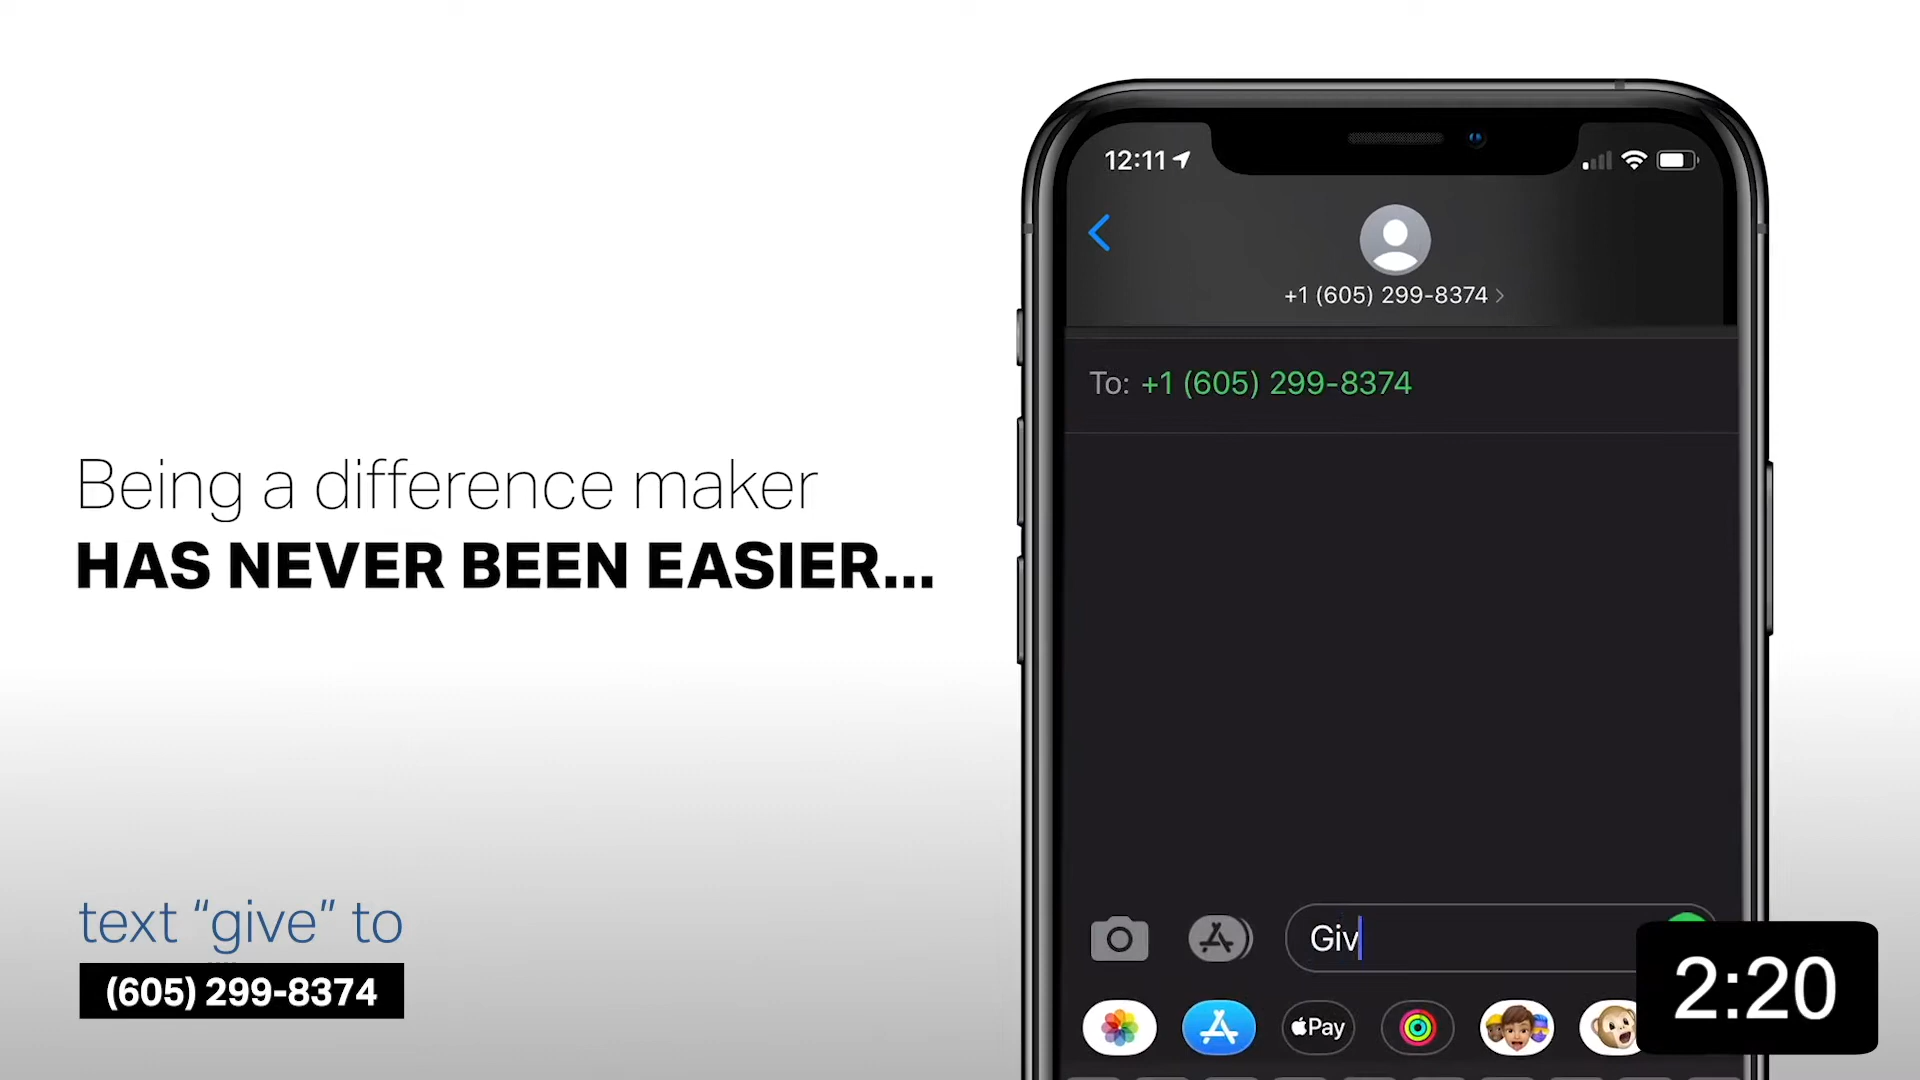 12:11
+1 (605) 299-8374
To: +1 (605) 299-8374
Being a difference maker
HAS NEVER BEEN EASIER...
text “give” to
(605) 299-8374
Giv
Pay
2:20